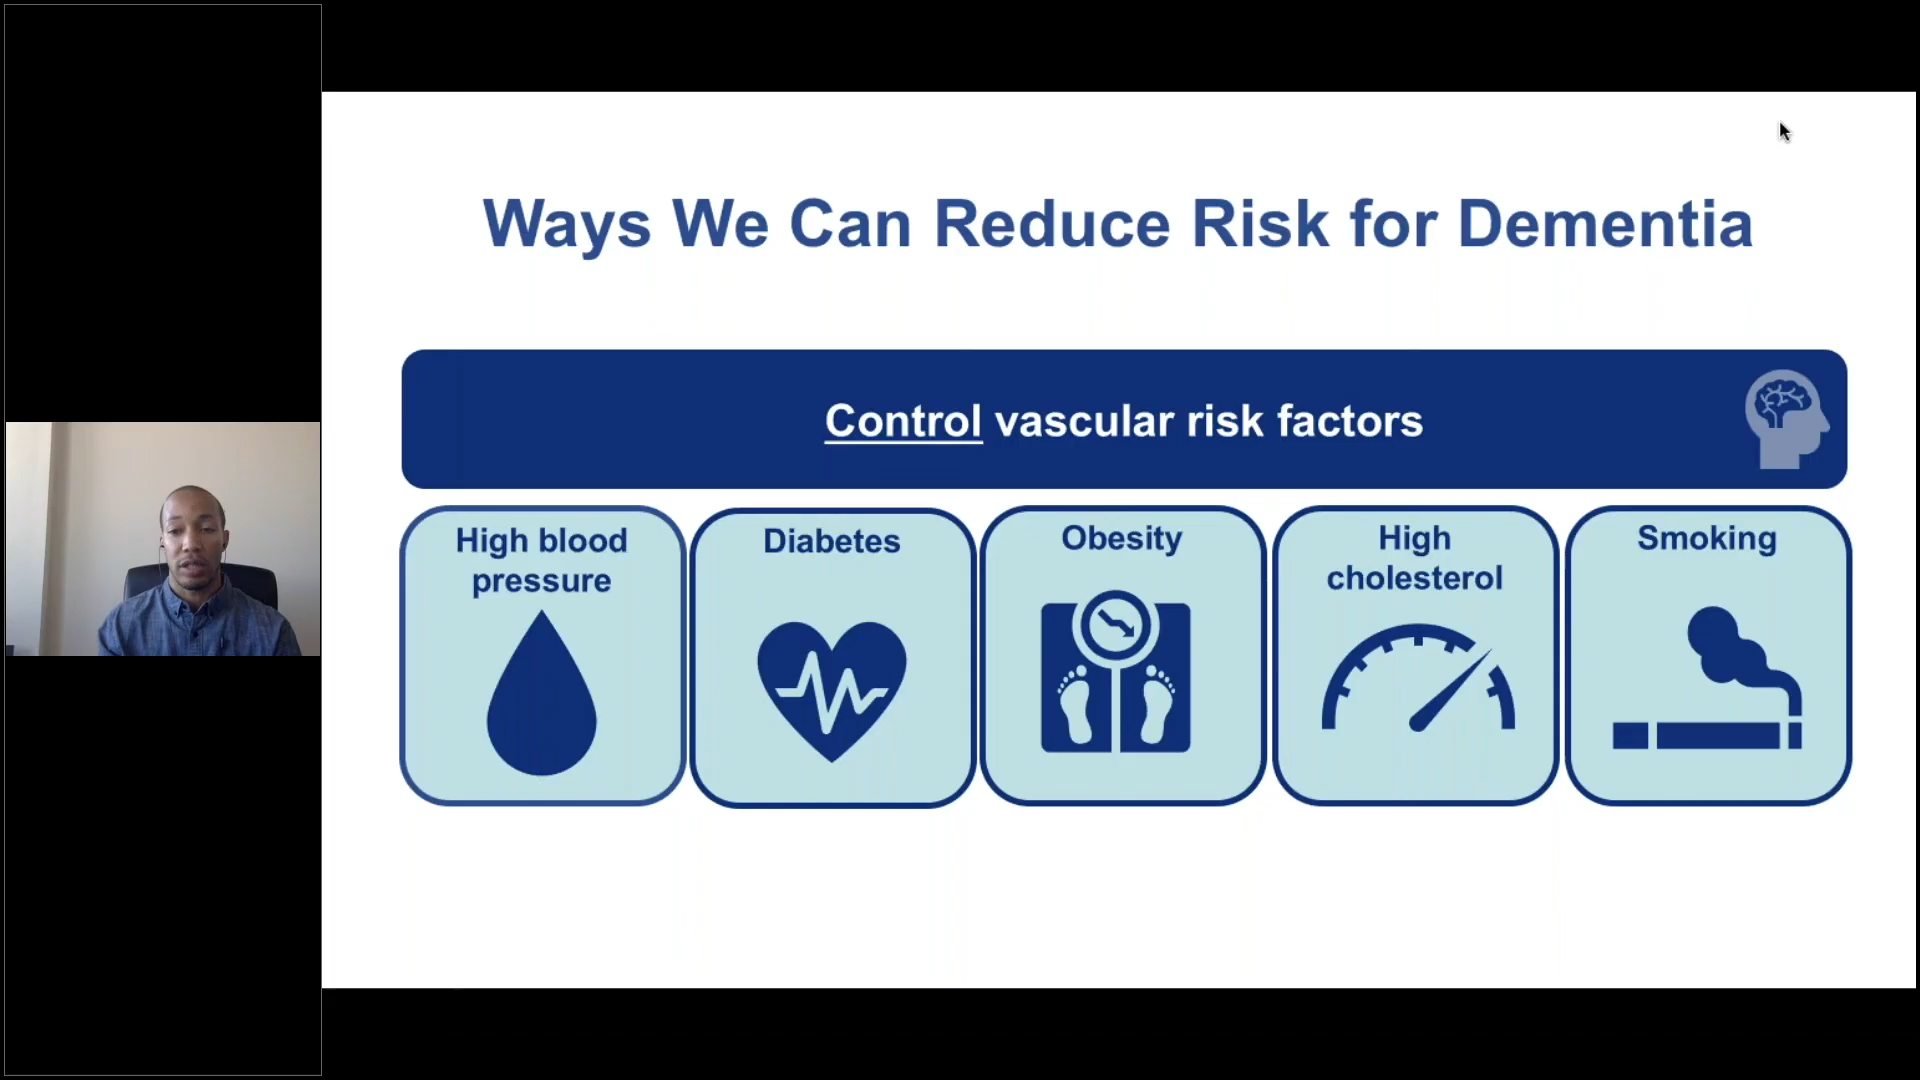 Ways We Can Reduce Risk for Dementia
Control vascular risk factors
High blood
pressure
Diabetes
Obesity
High
cholesterol
Smoking